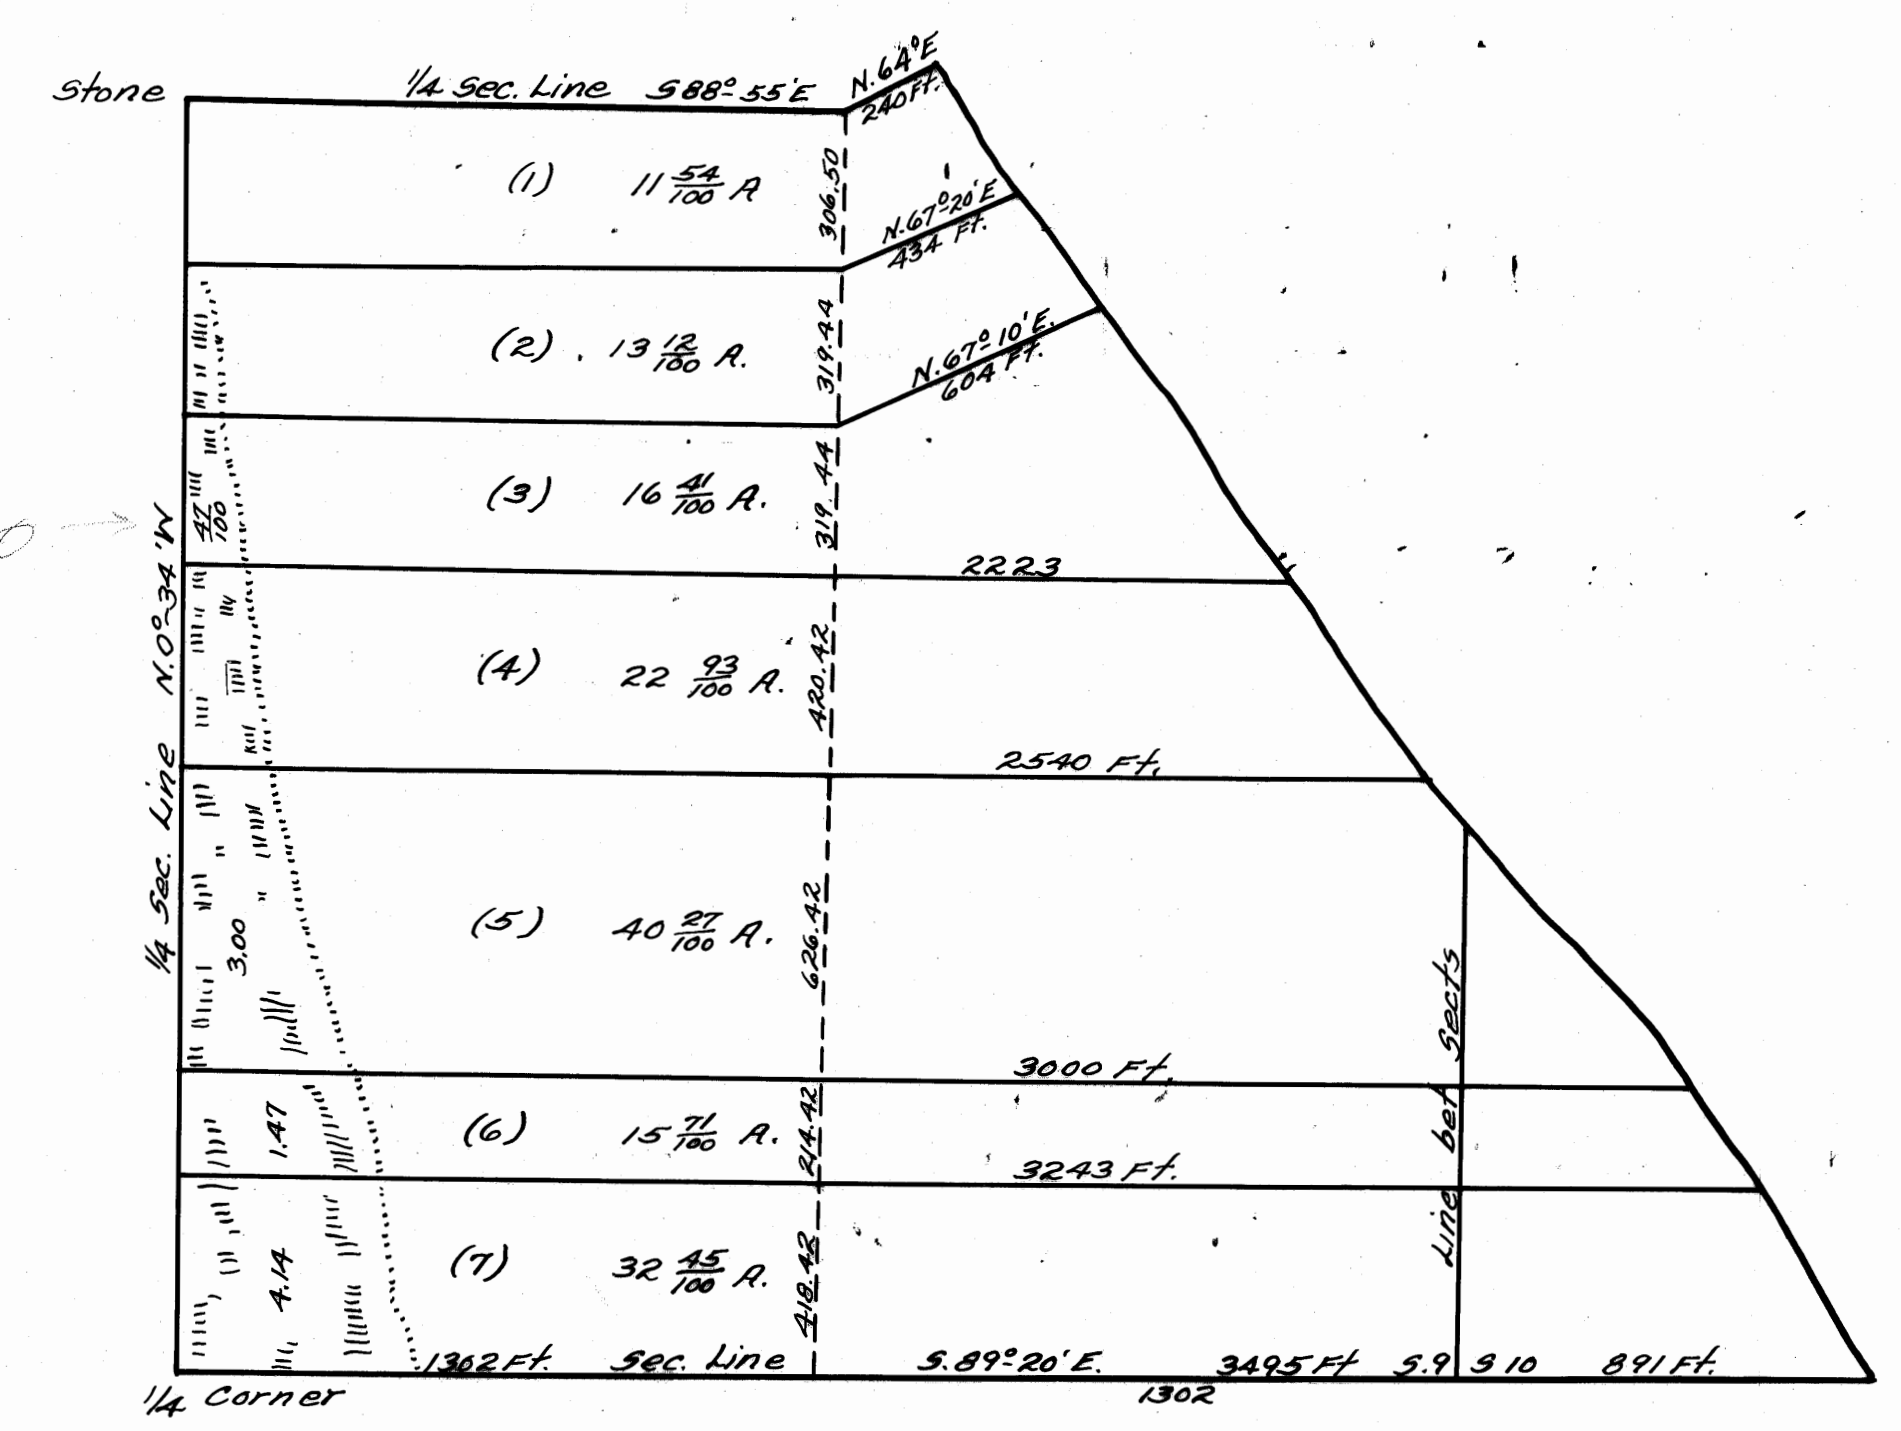 Stone
1/4 Sec. Line S88°-55'E
N.64°E
240 Ft.
(1) 11 54/100 A
306.50
N.67°-20'E
434 Ft.
(2) . 13 12/100 A.
319.44
N.67°-10'E.
604 Ft.
(3) 16 41/100 A.
319.44
47/100
1/4 Sec. Line N.0°-34'W
2223
(4) 22 93/100 A.
420.42
2540 Ft.
(5) 40 27/100 A.
626.42
3.00
3000 Ft.
(6) 15 71/100 A.
214.42
1.47
3243 Ft.
Line bet Sects
(7) 32 45/100 A.
418.42
4.14
1302 Ft. Sec. Line S.89°-20'E. 3495 Ft S.9 S 10 891 Ft.
1302
1/4 Corner